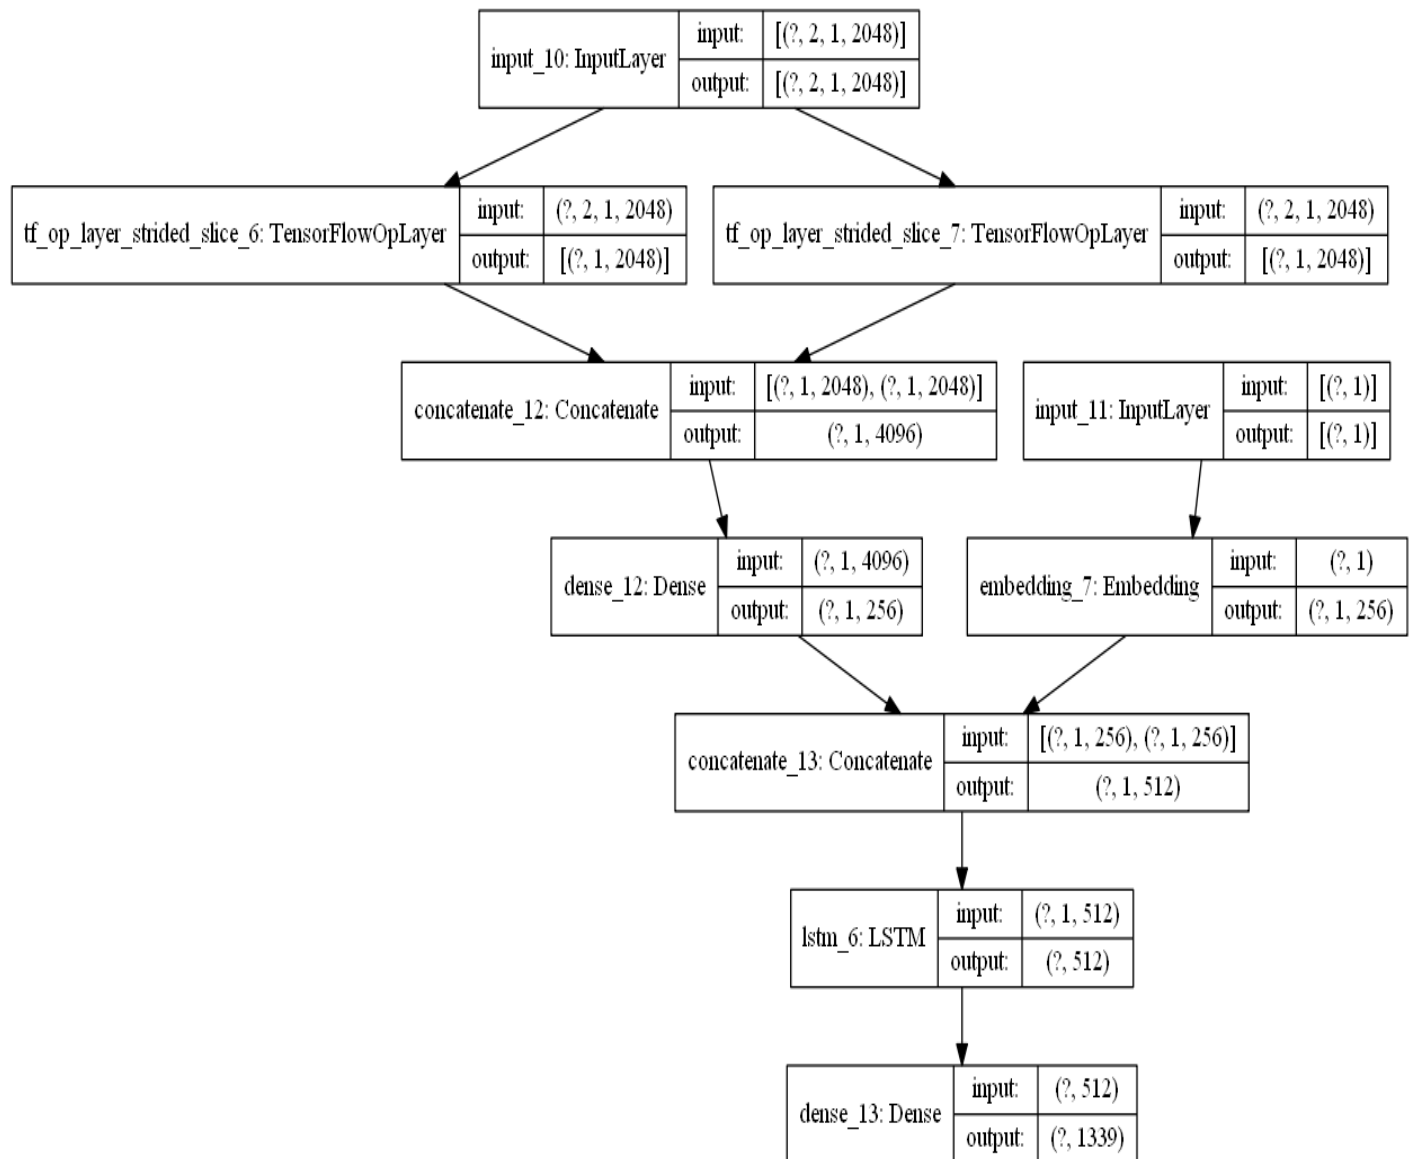 input_10: InputLayer
input: [(?, 2, 1, 2048)]
output: [(?, 2, 1, 2048)]
tf_op_layer_strided_slice_6: TensorFlowOpLayer
input: (?, 2, 1, 2048)
output: [(?, 1, 2048)]
tf_op_layer_strided_slice_7: TensorFlowOpLayer
input: (?, 2, 1, 2048)
output: [(?, 1, 2048)]
concatenate_12: Concatenate
input: [(?, 1, 2048), (?, 1, 2048)]
output: (?, 1, 4096)
input_11: InputLayer
input: [(?, 1)]
output: [(?, 1)]
dense_12: Dense
input: (?, 1, 4096)
output: (?, 1, 256)
embedding_7: Embedding
input: (?, 1)
output: (?, 1, 256)
concatenate_13: Concatenate
input: [(?, 1, 256), (?, 1, 256)]
output: (?, 1, 512)
lstm_6: LSTM
input: (?, 1, 512)
output: (?, 512)
dense_13: Dense
input: (?, 512)
output: (?, 1339)